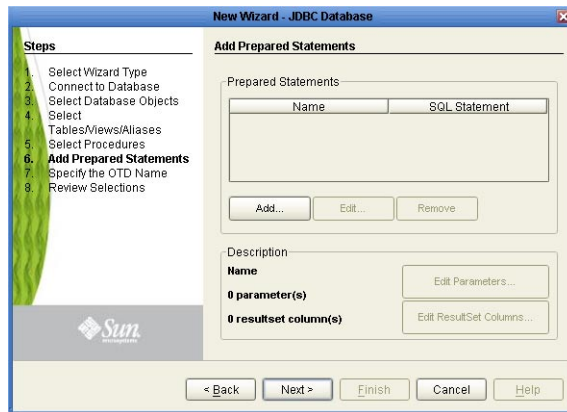 New Wizard - JDBC Database
Steps
1. Select Wizard Type
2. Connect to Database
3. Select Database Objects
4. Select
Tables/Views/Aliases
5. Select Procedures
6. Add Prepared Statements
7. Specify the OTD Name
8. Review Selections
Sun
microsystems
Add Prepared Statements
Prepared Statements
Name SQL Statement
Add... Edit... Remove
Description
Name
0 parameter(s)
0 resultset column(s)
Edit Parameters...
Edit ResultSet Columns...
< Back Next > Finish Cancel Help